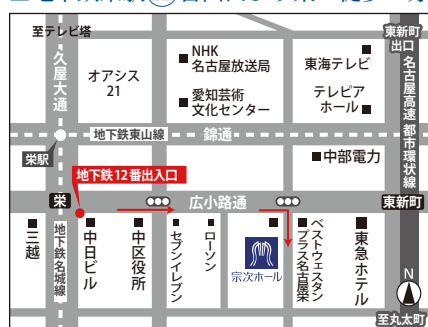 至テレビ塔
久屋大通
オアシス
21
NHK
名古屋放送局
愛知芸術
文化センター
東海テレビ
テレピア
ホール
東新町
出口
名古屋高速 都市環状線
地下鉄東山線
錦通
栄駅
中部電力
地下鉄12番出入口
栄
広小路通
東新町
三越
地下鉄名城線
中日ビル
中区役所
セブンイレブン
ローソン
宗次ホール
ベストウェスタン
プラス名古屋栄
東急ホテル
N
至丸太町